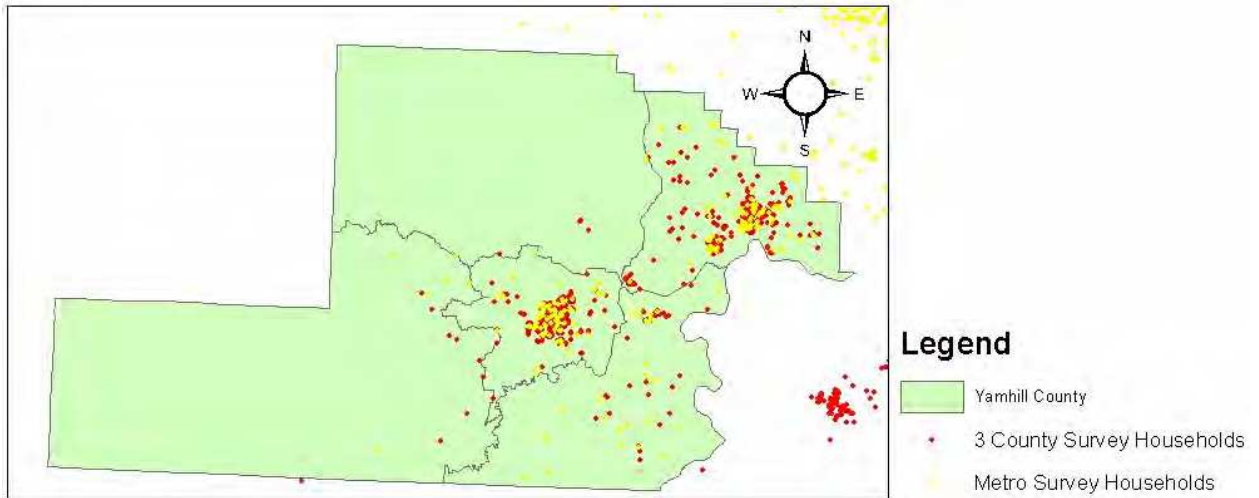 N
W E
S
Legend
Yamhill County
3 County Survey Households
Metro Survey Households